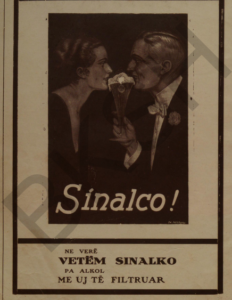 Sinalco!
NE VERË
VETËM SINALKO
PA ALKOL
ME UJ TË FILTRUAR